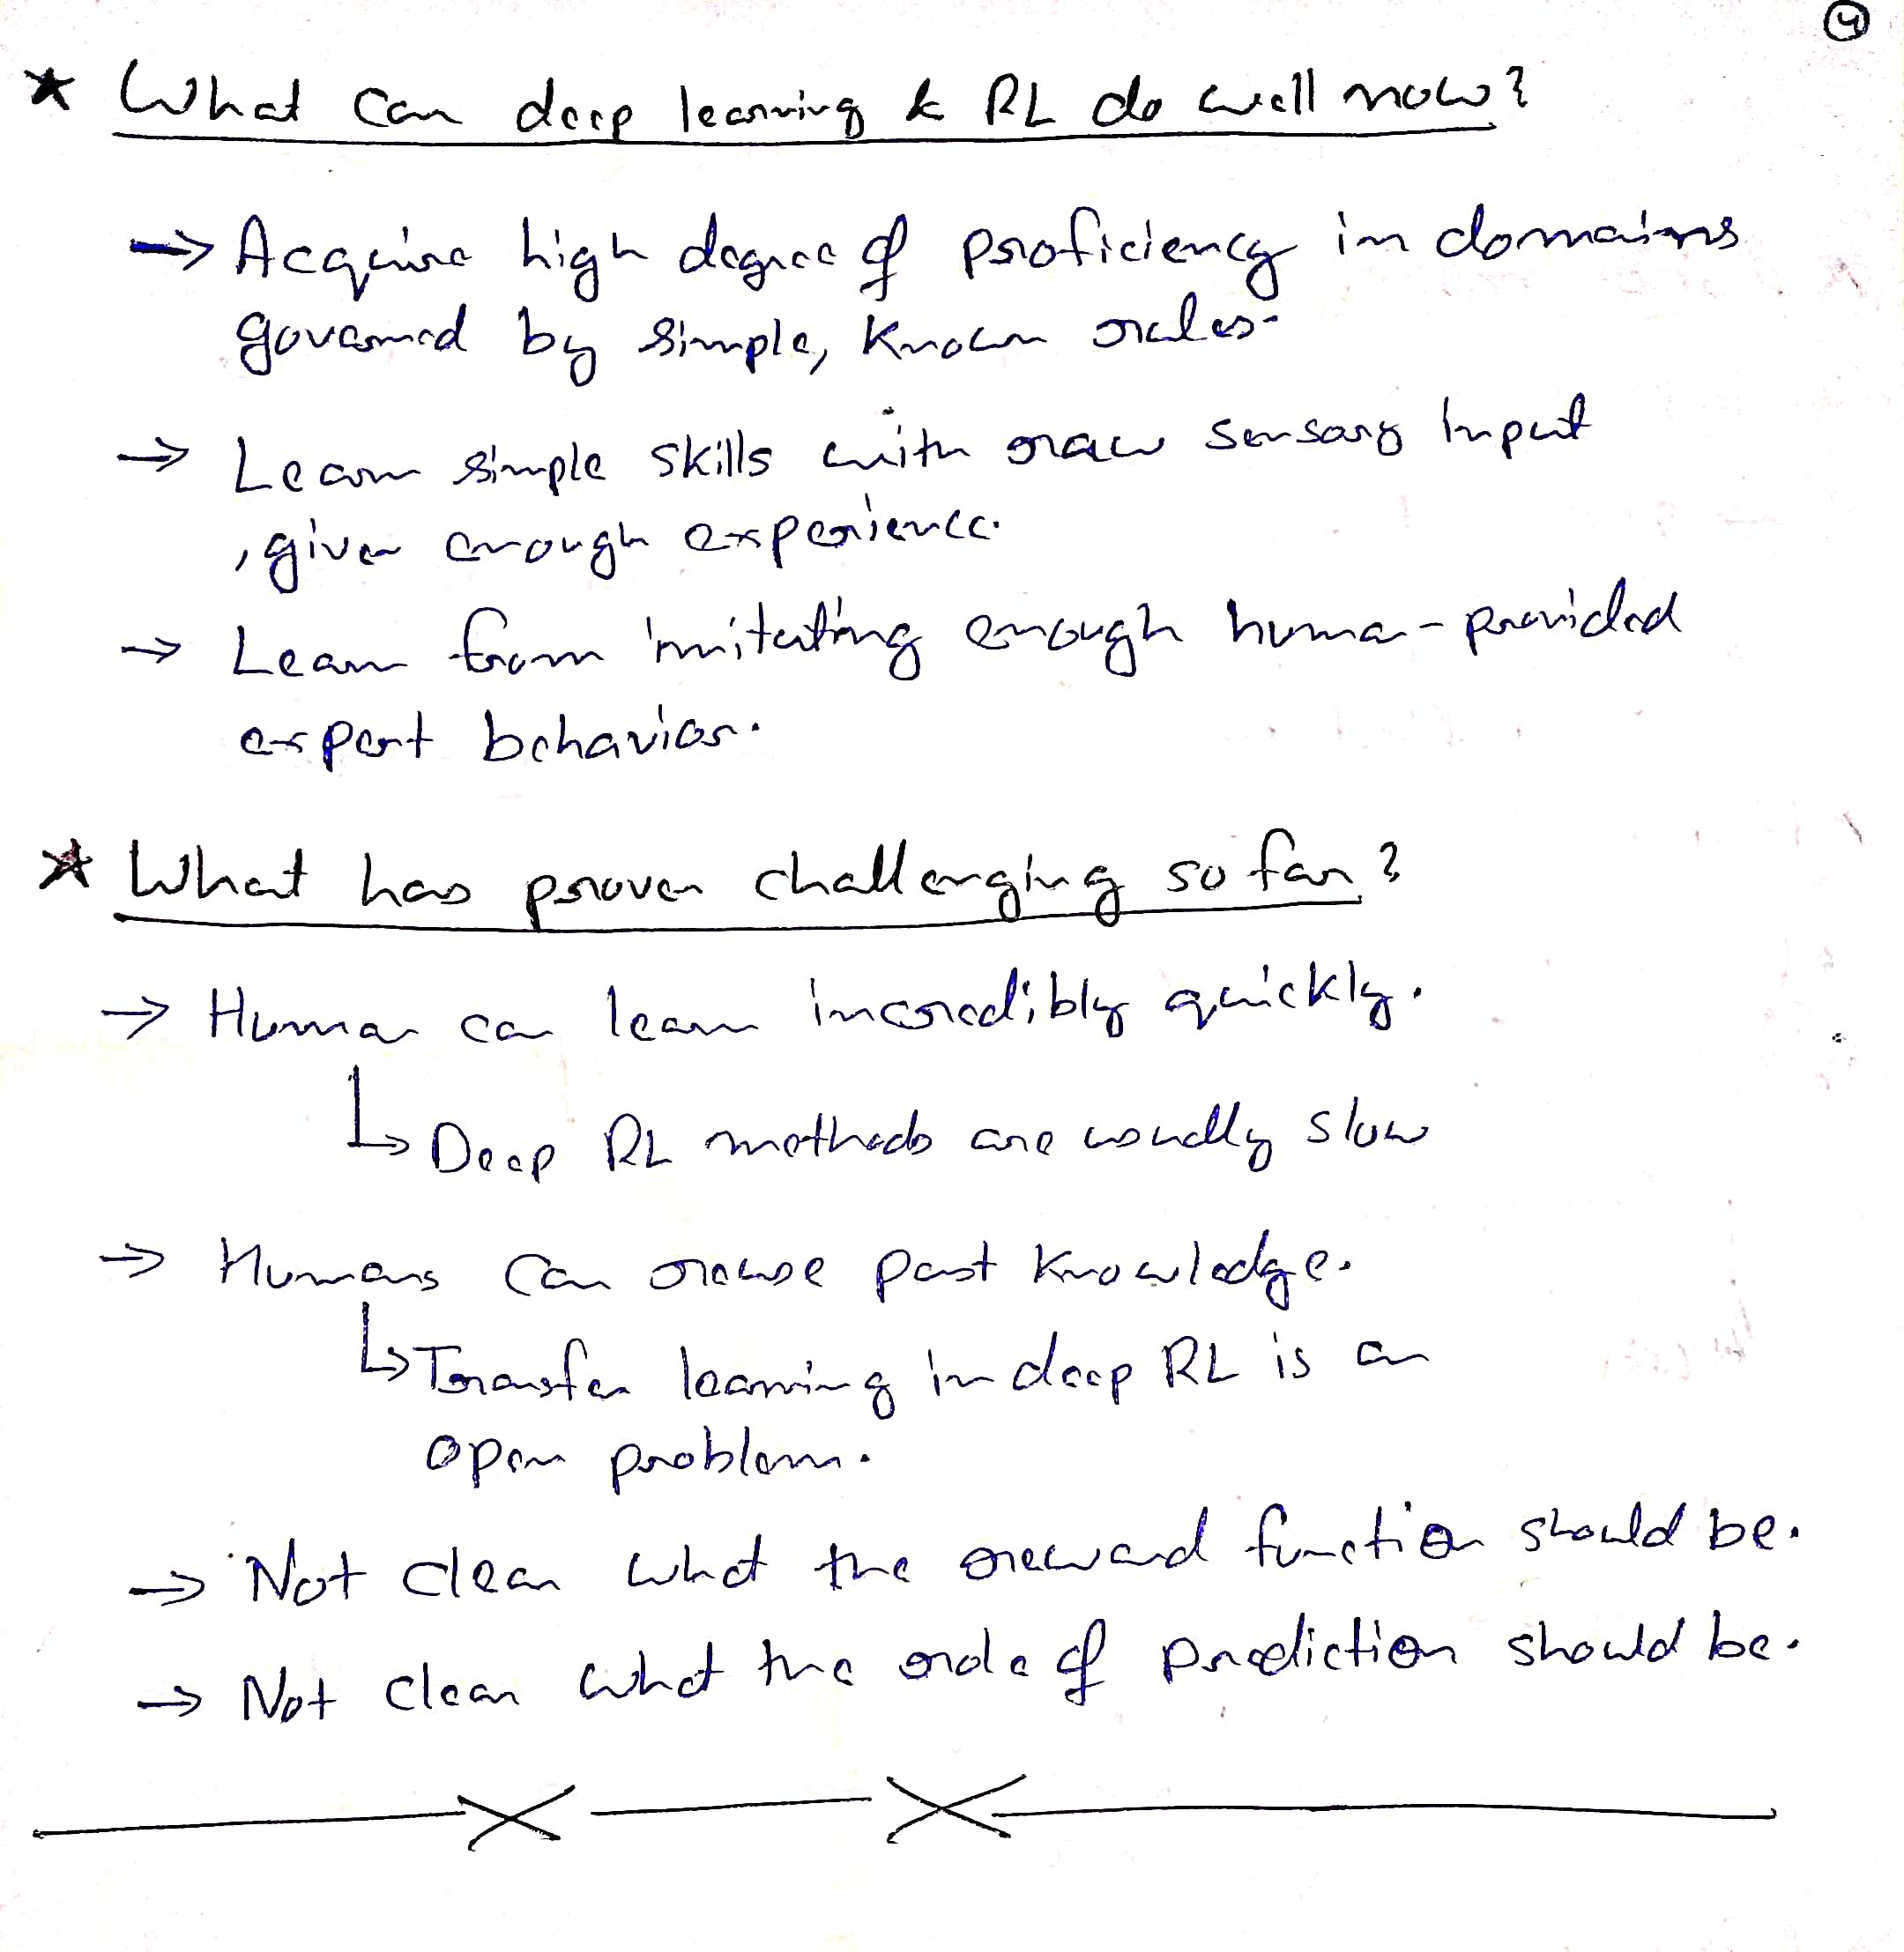 4
* What can deep learning & RL do well now?
→ Acquire high degree of proficiency in domains
governed by simple, known rules.
→ Learn simple skills with raw sensory input
, given enough experience.
→ Learn from imitating enough human-provided
expert behavior.
* What has proven challenging so far?
→ Human can learn incredibly quickly.
↳ Deep RL methods are usually slow
→ Humans can reuse past knowledge.
↳ Transfer learning in deep RL is an
open problem.
→ Not clear what the reward function should be.
→ Not clear what the role of prediction should be.